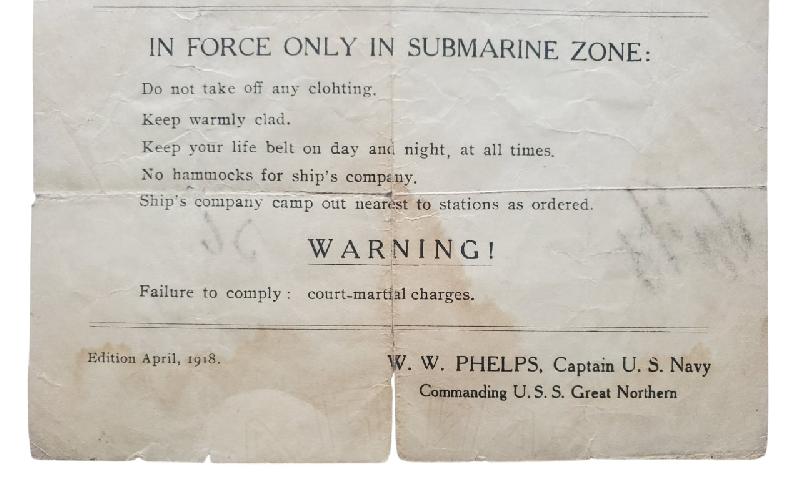 IN FORCE ONLY IN SUBMARINE ZONE:
Do not take off any clohting.
Keep warmly clad.
Keep your life belt on day and night, at all times.
No hammocks for ship's company.
Ship's company camp out nearest to stations as ordered.
WARNING!
Failure to comply : court-martial charges.
Edition April, 1918.
W. W. PHELPS, Captain U. S. Navy
Commanding U. S. S. Great Northern